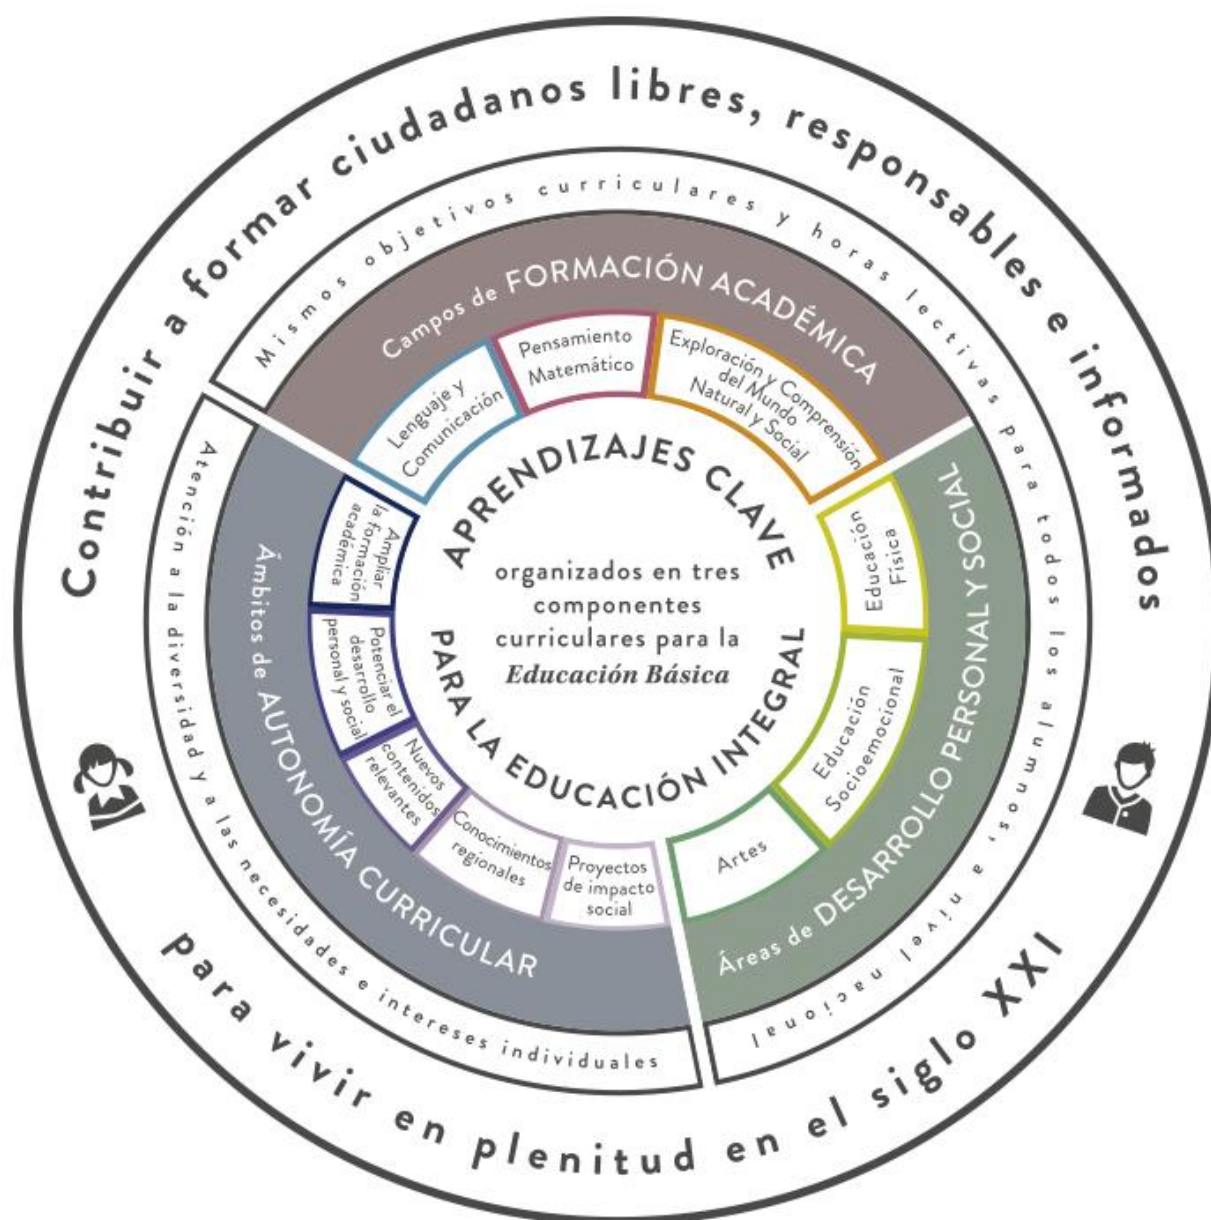 Contribuir a formar ciudadanos libres, responsables e informados
para vivir en plenitud en el siglo XXI
Mismos objetivos curriculares y horas lectivas para todos los alumnos, a nivel nacional
Atención a la diversidad y a las necesidades e intereses individuales
Campos de FORMACIÓN ACADÉMICA
Lenguaje y
Comunicación
Pensamiento
Matemático
Exploración y Comprensión
del Mundo
Natural y Social
Áreas de DESARROLLO PERSONAL Y SOCIAL
Educación
Física
Educación
Socioemocional
Artes
Ámbitos de AUTONOMÍA CURRICULAR
Ampliar
la formación
académica
Potenciar el
desarrollo
personal y social
Nuevos
contenidos
relevantes
Conocimientos
regionales
Proyectos
de impacto
social
APRENDIZAJES CLAVE
organizados en tres
componentes
curriculares para la
Educación Básica
PARA LA EDUCACIÓN INTEGRAL